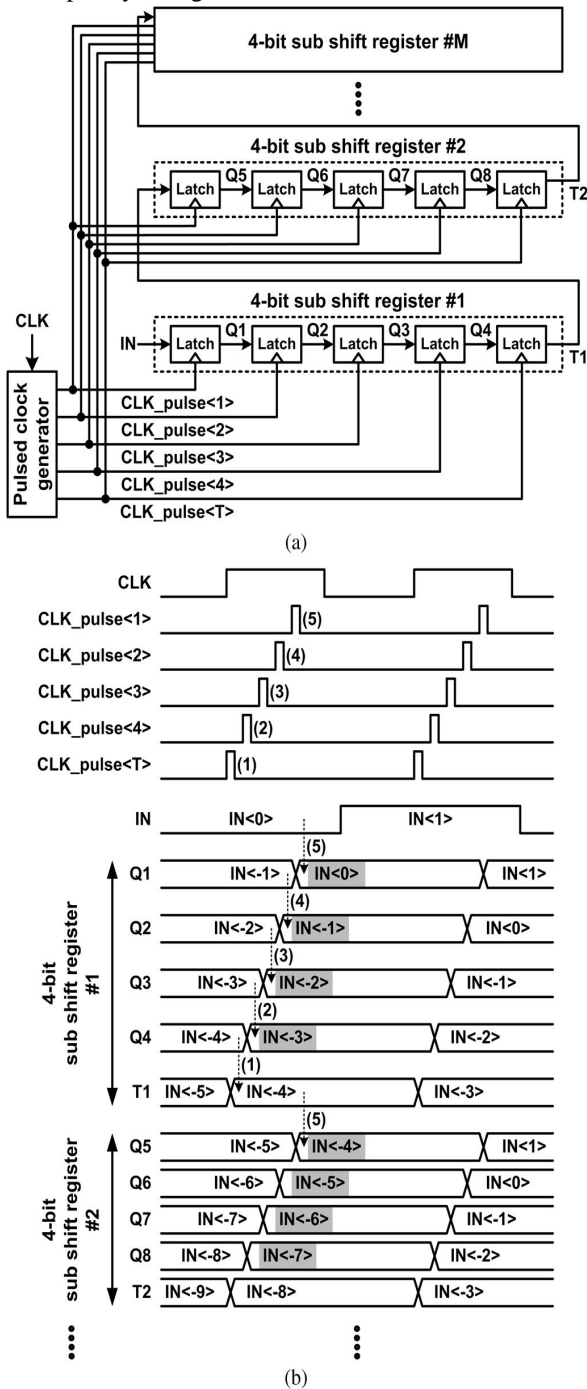 4-bit sub shift register #M
4-bit sub shift register #2
Latch Q5 Latch Q6 Latch Q7 Latch Q8 Latch
T2
4-bit sub shift register #1
IN Latch Q1 Latch Q2 Latch Q3 Latch Q4 Latch
T1
CLK
Pulsed clock
generator
CLK_pulse<1>
CLK_pulse<2>
CLK_pulse<3>
CLK_pulse<4>
CLK_pulse<T>
(a)
CLK
CLK_pulse<1> (5)
CLK_pulse<2> (4)
CLK_pulse<3> (3)
CLK_pulse<4> (2)
CLK_pulse<T> (1)
IN IN<0> IN<1>
(5)
Q1 IN<-1> IN<0> IN<1>
(4)
Q2 IN<-2> IN<-1> IN<0>
(3)
Q3 IN<-3> IN<-2> IN<-1>
(2)
Q4 IN<-4> IN<-3> IN<-2>
(1)
T1 IN<-5> IN<-4> IN<-3>
(5)
4-bit
sub shift register
#1
Q5 IN<-5> IN<-4> IN<1>
Q6 IN<-6> IN<-5> IN<0>
Q7 IN<-7> IN<-6> IN<-1>
Q8 IN<-8> IN<-7> IN<-2>
T2 IN<-9> IN<-8> IN<-3>
4-bit
sub shift register
#2
(b)